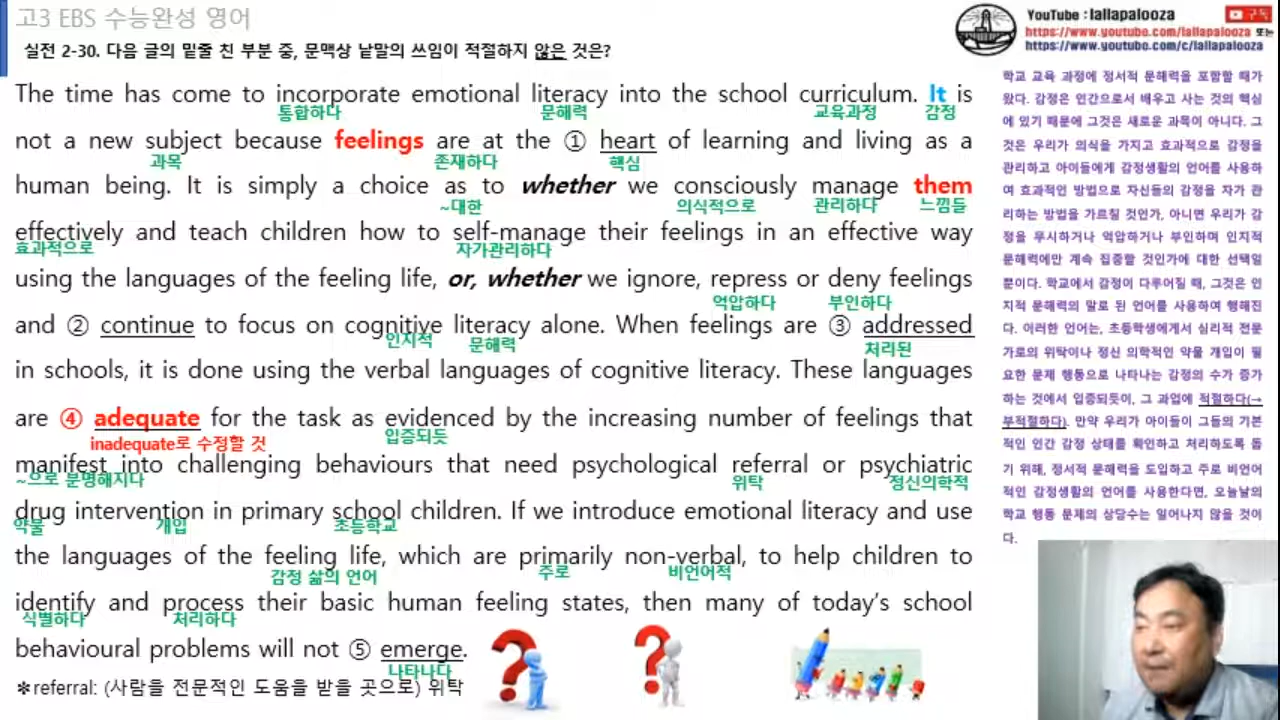 고3 EBS 수능완성 영어
실전 2-30. 다음 글의 밑줄 친 부분 중, 문맥상 낱말의 쓰임이 적절하지 않은 것은?
The time has come to incorporate emotional literacy into the school curriculum. It is
통합하다 문해력 교육과정 감정
not a new subject because feelings are at the ① heart of learning and living as a
과목 존재하다 핵심
human being. It is simply a choice as to whether we consciously manage them
~대한 의식적으로 관리하다 느낌들
effectively and teach children how to self-manage their feelings in an effective way
효과적으로 자가관리하다
using the languages of the feeling life, or, whether we ignore, repress or deny feelings
억압하다 부인하다
and ② continue to focus on cognitive literacy alone. When feelings are ③ addressed
인지적 문해력 처리된
in schools, it is done using the verbal languages of cognitive literacy. These languages
are ④ adequate for the task as evidenced by the increasing number of feelings that
inadequate로 수정할 것 입증되듯
manifest into challenging behaviours that need psychological referral or psychiatric
~으로 분명해지다 위탁 정신의학적
drug intervention in primary school children. If we introduce emotional literacy and use
약물 개입 초등학교
the languages of the feeling life, which are primarily non-verbal, to help children to
감정 삶의 언어 주로 비언어적
identify and process their basic human feeling states, then many of today's school
식별하다 처리하다
behavioural problems will not ⑤ emerge.
나타나다
*referral: (사람을 전문적인 도움을 받을 곳으로) 위탁
YouTube : lallapalooza 구독
https://www.youtube.com/lallapalooza 또는
https://www.youtube.com/c/lallapalooza
학교 교육 과정에 정서적 문해력을 포함할 때가
왔다. 감정은 인간으로서 배우고 사는 것의 핵심
에 있기 때문에 그것은 새로운 과목이 아니다. 그
것은 우리가 의식을 가지고 효과적으로 감정을
관리하고 아이들에게 감정생활의 언어를 사용하
여 효과적인 방법으로 자신들의 감정을 자가 관
리하는 방법을 가르칠 것인가, 아니면 우리가 감
정을 무시하거나 억압하거나 부인하며 인지적
문해력에만 계속 집중할 것인가에 대한 선택일
뿐이다. 학교에서 감정이 다루어질 때, 그것은 인
지적 문해력의 말로 된 언어를 사용하여 행해진
다. 이러한 언어는, 초등학생에게서 심리적 전문
가로의 위탁이나 정신 의학적인 약물 개입이 필
요한 문제 행동으로 나타나는 감정의 수가 증가
하는 것에서 입증되듯이, 그 과업에 적절하다(→
부적절하다). 만약 우리가 아이들이 그들의 기본
적인 인간 감정 상태를 확인하고 처리하도록 돕
기 위해, 정서적 문해력을 도입하고 주로 비언어
적인 감정생활의 언어를 사용한다면, 오늘날의
학교 행동 문제의 상당수는 일어나지 않을 것이
다.